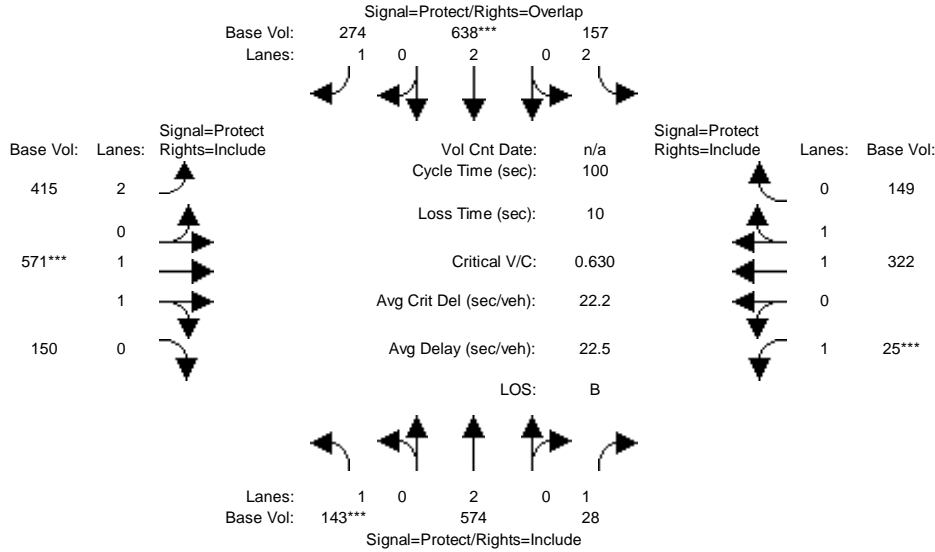 Signal=Protect/Rights=Overlap
Base Vol: 274 638*** 157
Lanes: 1 0 2 0 2
Signal=Protect
Base Vol: Lanes: Rights=Include
Vol Cnt Date: n/a
Signal=Protect
Rights=Include Lanes: Base Vol:
Cycle Time (sec): 100
415 2
0 149
Loss Time (sec): 10
0
1
571*** 1
Critical V/C: 0.630
1 322
1
Avg Crit Del (sec/veh): 22.2
0
150 0
Avg Delay (sec/veh): 22.5
1 25***
LOS: B
Lanes: 1 0 2 0 1
Base Vol: 143*** 574 28
Signal=Protect/Rights=Include